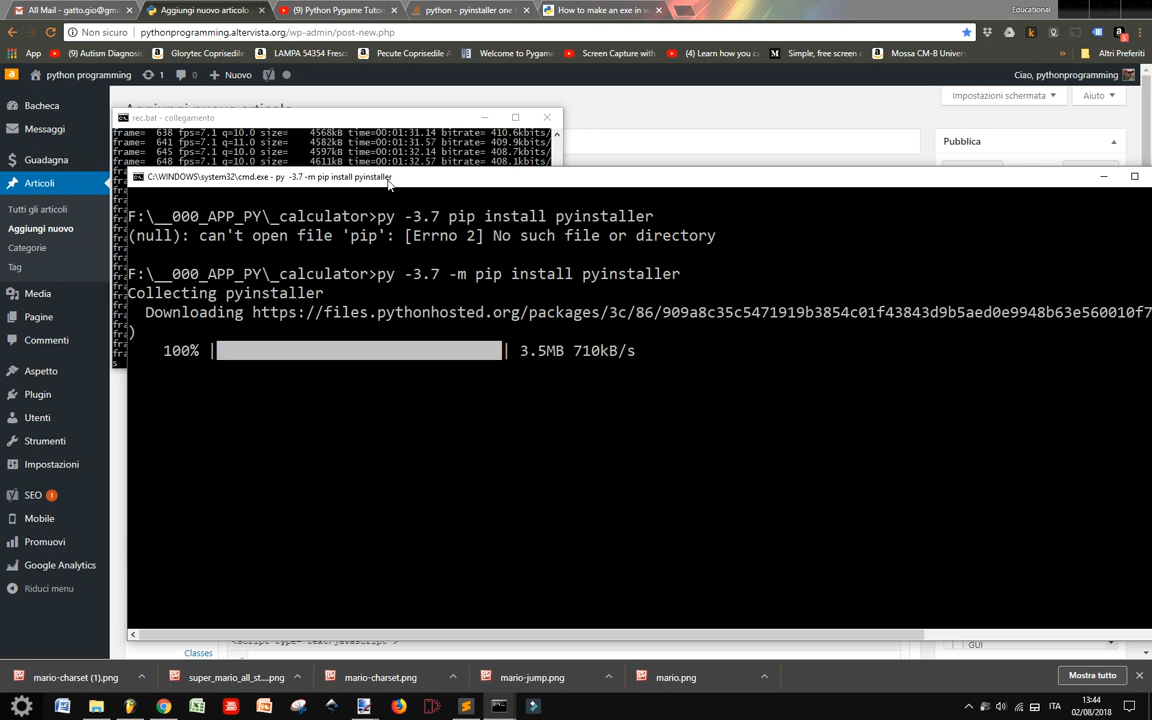 All Mail - gatto.gio@gm
Aggiungi nuovo articolo
(9) Python Pygame Tutor
python - pyinstaller one
How to make an exe in w
Educational
Non sicuro
pythonprogramming.altervista.org/wp-admin/post-new.php
App
(9) Autism Diagnosi
Glorytec Coprisedile
LAMPA 54354 Fresc
Pecute Coprisedile A
Welcome to Pygame
Screen Capture with
(4) Learn how you ca
Simple, free screen
Mossa CM-B Univer
»
Altri Preferiti
python programming
1
0
Nuovo
Ciao, pythonprogramming
Impostazioni schermata
Aiuto
Bacheca
Messaggi
Guadagna
Articoli
Tutti gli articoli
Aggiungi nuovo
Categorie
Tag
Media
Pagine
Commenti
Aspetto
Plugin
Utenti
Strumenti
Impostazioni
SEO 1
Mobile
Promuovi
Google Analytics
Riduci menu
Aggiungi nuovo articolo
Pubblica
rec.bat - collegamento
frame= 638 fps=7.1 q=10.0 size= 4568kB time=00:01:31.14 bitrate= 410.6kbits/
frame= 641 fps=7.1 q=11.0 size= 4582kB time=00:01:31.57 bitrate= 409.9kbits/
frame= 645 fps=7.1 q=10.0 size= 4597kB time=00:01:32.14 bitrate= 408.7kbits/
frame= 648 fps=7.1 q=10.0 size= 4611kB time=00:01:32.57 bitrate= 408.1kbits/
C:\WINDOWS\system32\cmd.exe - py -3.7 -m pip install pyinstaller
F:\__000_APP_PY\_calculator>py -3.7 pip install pyinstaller
(null): can't open file 'pip': [Errno 2] No such file or directory
F:\__000_APP_PY\_calculator>py -3.7 -m pip install pyinstaller
Collecting pyinstaller
Downloading https://files.pythonhosted.org/packages/3c/86/909a8c35c5471919b3854c01f43843d9b5aed0e9948b63e560010f7
)
100% | | 3.5MB 710kB/s
Classes
GUI
mario-charset (1).png
super_mario_all_st....png
mario-charset.png
mario-jump.png
mario.png
Mostra tutto
ITA
13:44
02/08/2018